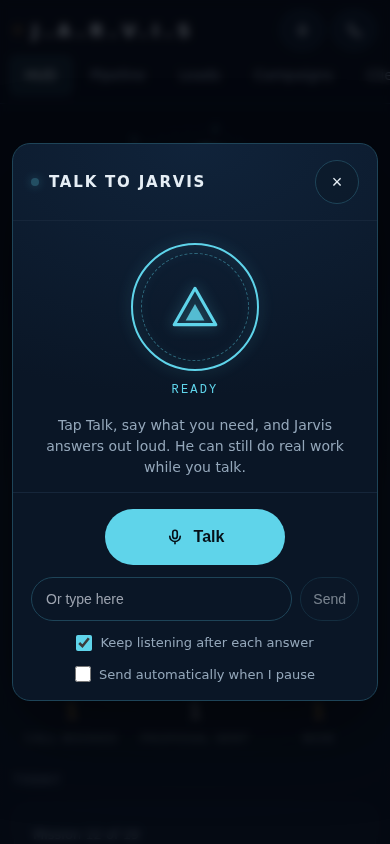 J.A.R.V.I.S
TALK TO JARVIS
×
READY
Tap Talk, say what you need, and Jarvis
answers out loud. He can still do real work
while you talk.
Talk
Or type here
Send
Keep listening after each answer
Send automatically when I pause